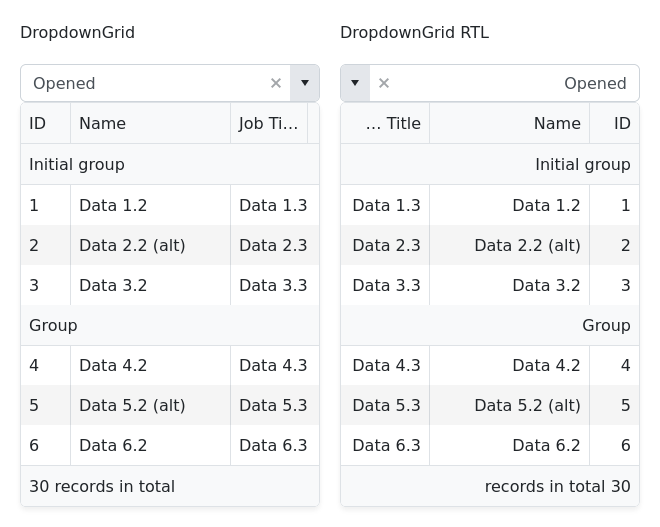 DropdownGrid
Opened ×
ID Name Job Ti...
Initial group
1 Data 1.2 Data 1.3
2 Data 2.2 (alt) Data 2.3
3 Data 3.2 Data 3.3
Group
4 Data 4.2 Data 4.3
5 Data 5.2 (alt) Data 5.3
6 Data 6.2 Data 6.3
30 records in total
DropdownGrid RTL
× Opened
... Title Name ID
Initial group
Data 1.3 Data 1.2 1
Data 2.3 Data 2.2 (alt) 2
Data 3.3 Data 3.2 3
Group
Data 4.3 Data 4.2 4
Data 5.3 Data 5.2 (alt) 5
Data 6.3 Data 6.2 6
records in total 30